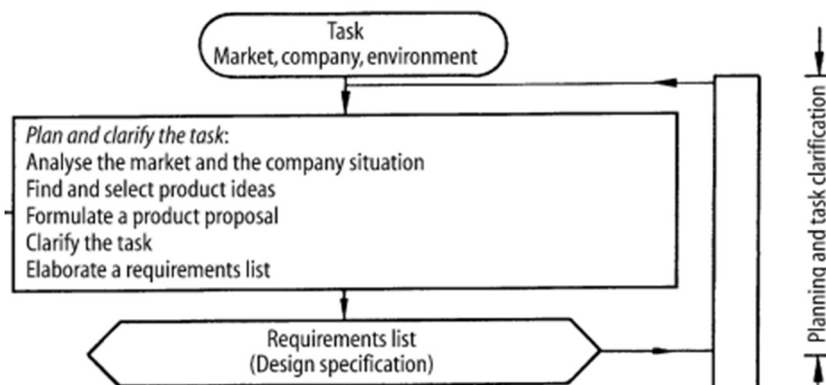 Task
Market, company, environment
Plan and clarify the task:
Analyse the market and the company situation
Find and select product ideas
Formulate a product proposal
Clarify the task
Elaborate a requirements list
Requirements list
(Design specification)
Planning and task clarification